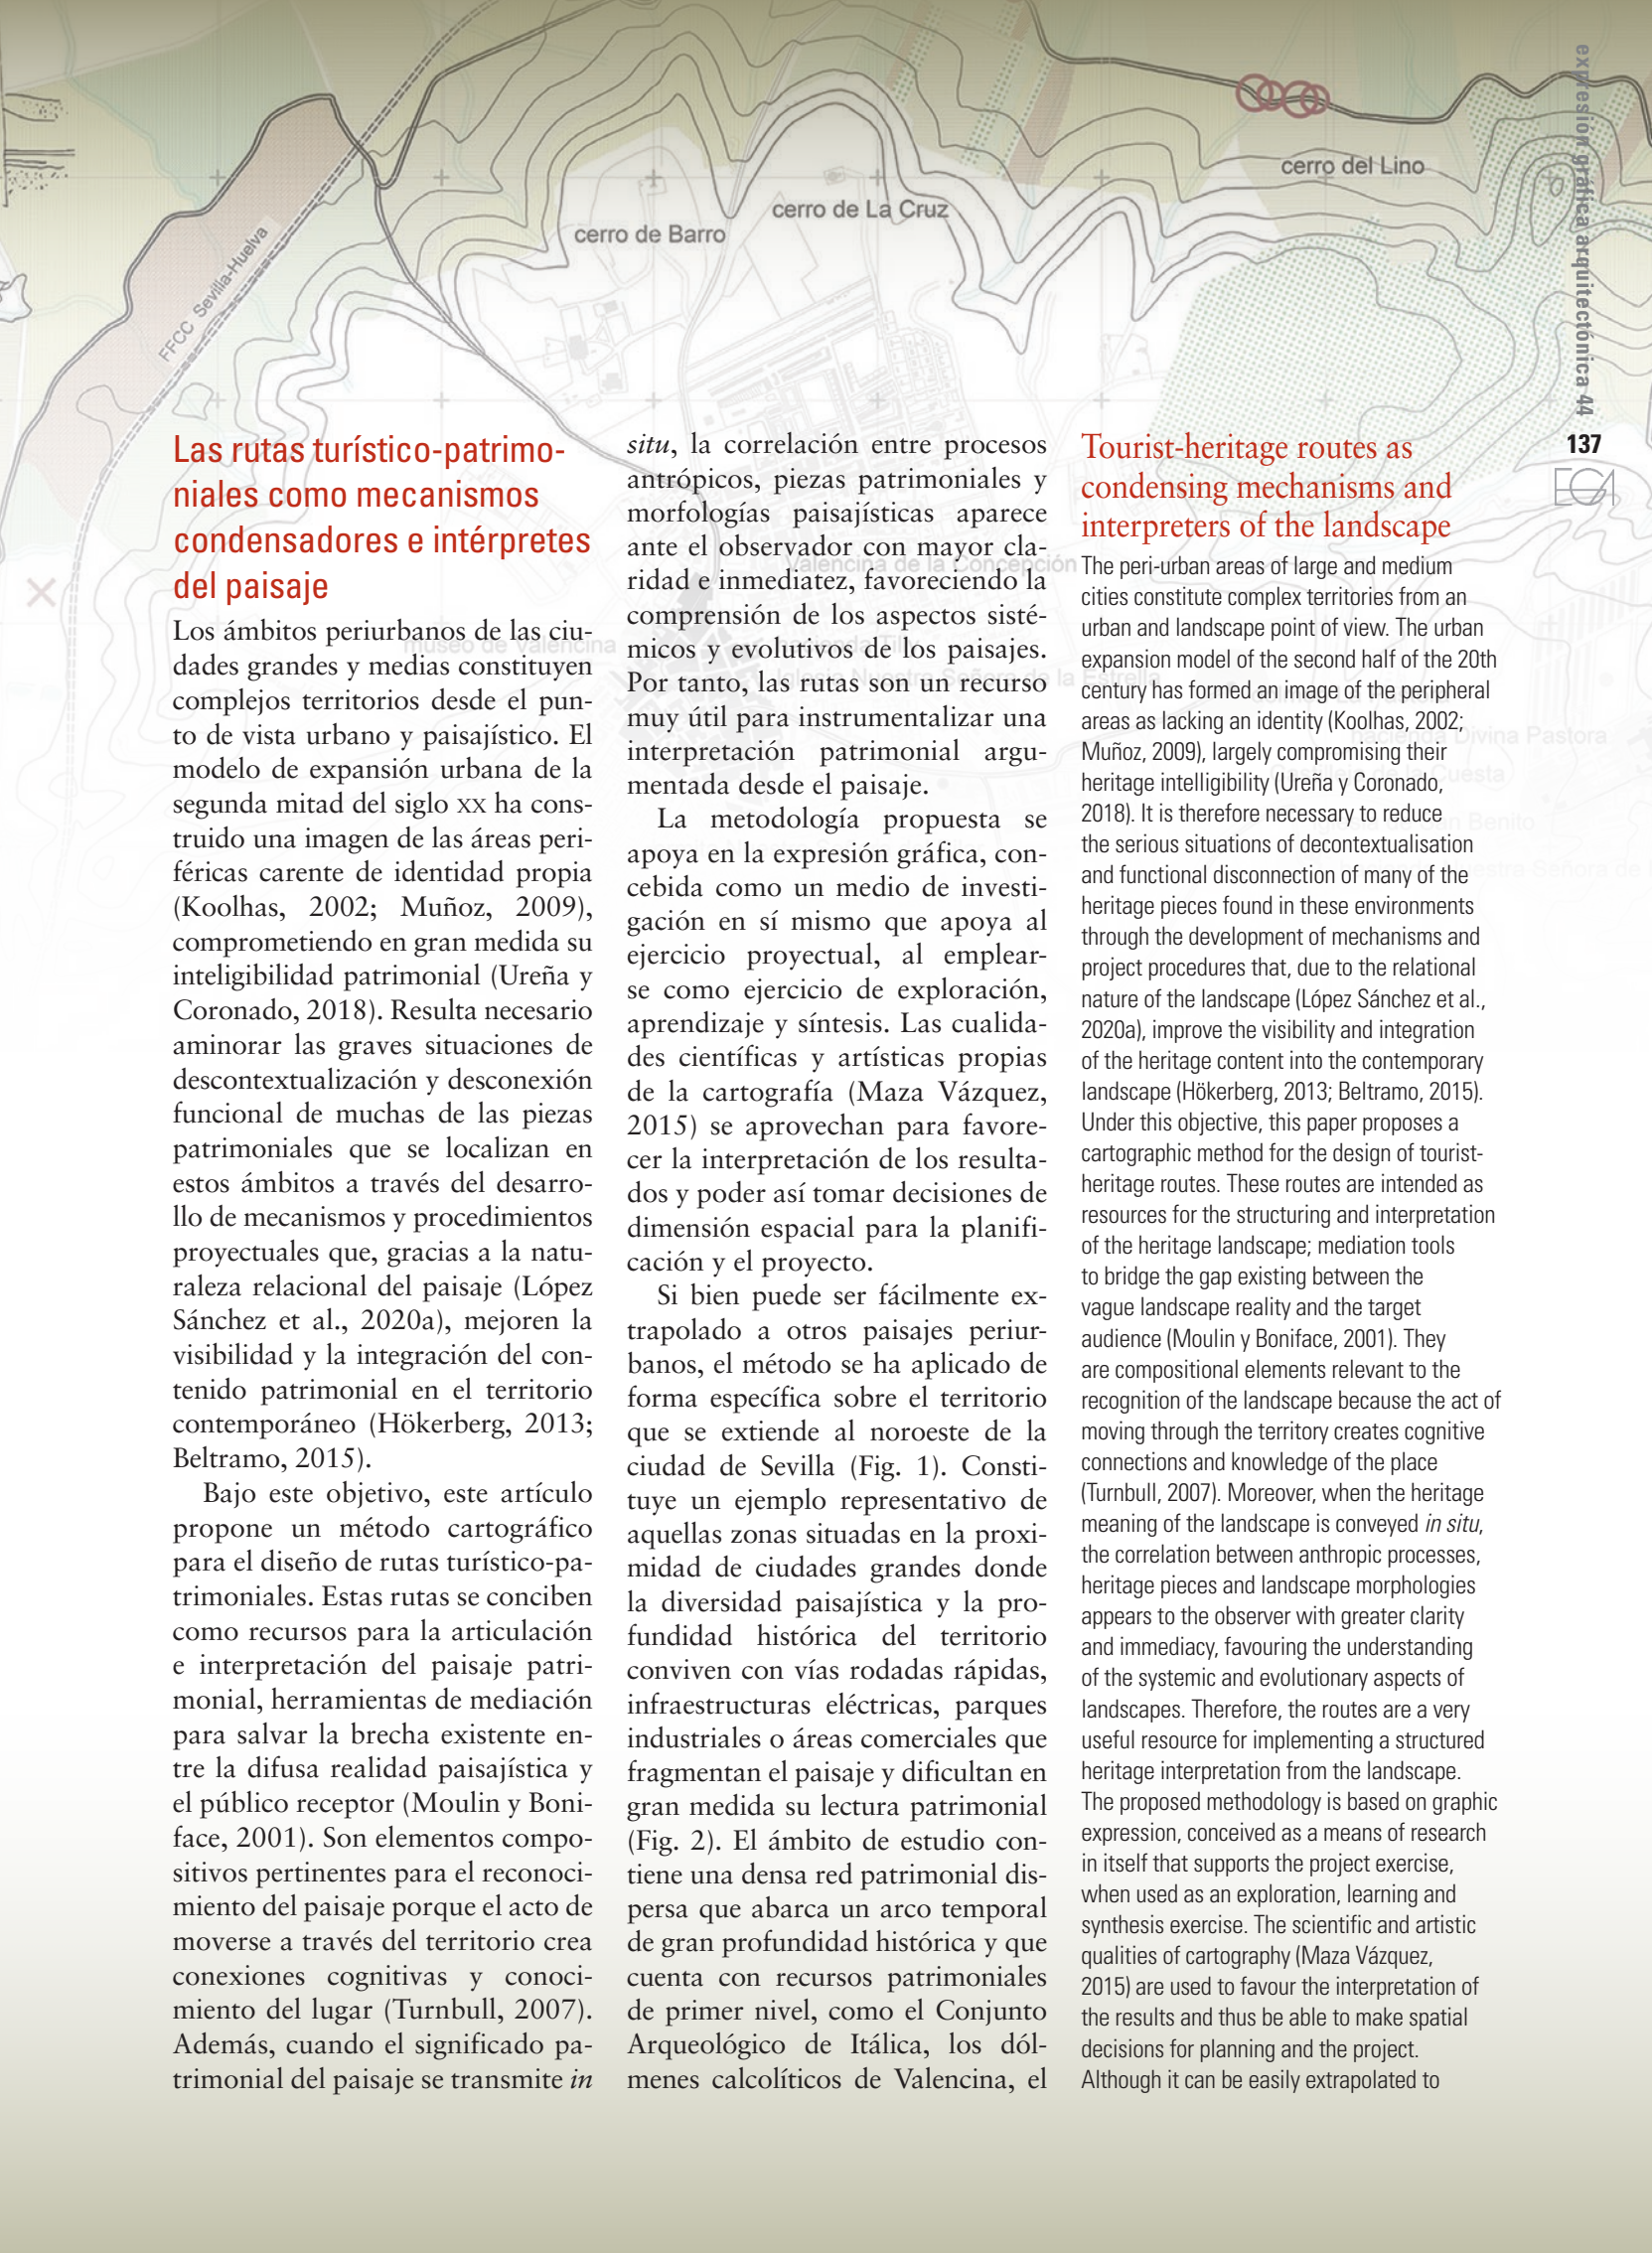 expresión gráfica arquitectónica 44
137
EGA
cerro del Lino
cerro de La Cruz
cerro de Barro
FFCC Sevilla-Huelva
Valencina de la Concepción
museo de Valencina
hacienda Tilly
Iglesia Nuestra Señora de la Estrella
hacienda Divina Pastora
Castilleja de la Cuesta
Las rutas turístico-patrimo-
niales como mecanismos
condensadores e intérpretes
del paisaje
Los ámbitos periurbanos de las ciu-
dades grandes y medias constituyen
complejos territorios desde el pun-
to de vista urbano y paisajístico. El
modelo de expansión urbana de la
segunda mitad del siglo XX ha cons-
truido una imagen de las áreas peri-
féricas carente de identidad propia
(Koolhas, 2002; Muñoz, 2009),
comprometiendo en gran medida su
inteligibilidad patrimonial (Ureña y
Coronado, 2018). Resulta necesario
aminorar las graves situaciones de
descontextualización y desconexión
funcional de muchas de las piezas
patrimoniales que se localizan en
estos ámbitos a través del desarro-
llo de mecanismos y procedimientos
proyectuales que, gracias a la natu-
raleza relacional del paisaje (López
Sánchez et al., 2020a), mejoren la
visibilidad y la integración del con-
tenido patrimonial en el territorio
contemporáneo (Hökerberg, 2013;
Beltramo, 2015).
Bajo este objetivo, este artículo
propone un método cartográfico
para el diseño de rutas turístico-pa-
trimoniales. Estas rutas se conciben
como recursos para la articulación
e interpretación del paisaje patri-
monial, herramientas de mediación
para salvar la brecha existente en-
tre la difusa realidad paisajística y
el público receptor (Moulin y Boni-
face, 2001). Son elementos compo-
sitivos pertinentes para el reconoci-
miento del paisaje porque el acto de
moverse a través del territorio crea
conexiones cognitivas y conoci-
miento del lugar (Turnbull, 2007).
Además, cuando el significado pa-
trimonial del paisaje se transmite in
situ, la correlación entre procesos
antrópicos, piezas patrimoniales y
morfologías paisajísticas aparece
ante el observador con mayor cla-
ridad e inmediatez, favoreciendo la
comprensión de los aspectos sisté-
micos y evolutivos de los paisajes.
Por tanto, las rutas son un recurso
muy útil para instrumentalizar una
interpretación patrimonial argu-
mentada desde el paisaje.
La metodología propuesta se
apoya en la expresión gráfica, con-
cebida como un medio de investi-
gación en sí mismo que apoya al
ejercicio proyectual, al emplear-
se como ejercicio de exploración,
aprendizaje y síntesis. Las cualida-
des científicas y artísticas propias
de la cartografía (Maza Vázquez,
2015) se aprovechan para favore-
cer la interpretación de los resulta-
dos y poder así tomar decisiones de
dimensión espacial para la planifi-
cación y el proyecto.
Si bien puede ser fácilmente ex-
trapolado a otros paisajes periur-
banos, el método se ha aplicado de
forma específica sobre el territorio
que se extiende al noroeste de la
ciudad de Sevilla (Fig. 1). Consti-
tuye un ejemplo representativo de
aquellas zonas situadas en la proxi-
midad de ciudades grandes donde
la diversidad paisajística y la pro-
fundidad histórica del territorio
conviven con vías rodadas rápidas,
infraestructuras eléctricas, parques
industriales o áreas comerciales que
fragmentan el paisaje y dificultan en
gran medida su lectura patrimonial
(Fig. 2). El ámbito de estudio con-
tiene una densa red patrimonial dis-
persa que abarca un arco temporal
de gran profundidad histórica y que
cuenta con recursos patrimoniales
de primer nivel, como el Conjunto
Arqueológico de Itálica, los dól-
menes calcolíticos de Valencina, el
Tourist-heritage routes as
condensing mechanisms and
interpreters of the landscape
The peri-urban areas of large and medium
cities constitute complex territories from an
urban and landscape point of view. The urban
expansion model of the second half of the 20th
century has formed an image of the peripheral
areas as lacking an identity (Koolhas, 2002;
Muñoz, 2009), largely compromising their
heritage intelligibility (Ureña y Coronado,
2018). It is therefore necessary to reduce
the serious situations of decontextualisation
and functional disconnection of many of the
heritage pieces found in these environments
through the development of mechanisms and
project procedures that, due to the relational
nature of the landscape (López Sánchez et al.,
2020a), improve the visibility and integration
of the heritage content into the contemporary
landscape (Hökerberg, 2013; Beltramo, 2015).
Under this objective, this paper proposes a
cartographic method for the design of tourist-
heritage routes. These routes are intended as
resources for the structuring and interpretation
of the heritage landscape; mediation tools
to bridge the gap existing between the
vague landscape reality and the target
audience (Moulin y Boniface, 2001). They
are compositional elements relevant to the
recognition of the landscape because the act of
moving through the territory creates cognitive
connections and knowledge of the place
(Turnbull, 2007). Moreover, when the heritage
meaning of the landscape is conveyed in situ,
the correlation between anthropic processes,
heritage pieces and landscape morphologies
appears to the observer with greater clarity
and immediacy, favouring the understanding
of the systemic and evolutionary aspects of
landscapes. Therefore, the routes are a very
useful resource for implementing a structured
heritage interpretation from the landscape.
The proposed methodology is based on graphic
expression, conceived as a means of research
in itself that supports the project exercise,
when used as an exploration, learning and
synthesis exercise. The scientific and artistic
qualities of cartography (Maza Vázquez,
2015) are used to favour the interpretation of
the results and thus be able to make spatial
decisions for planning and the project.
Although it can be easily extrapolated to